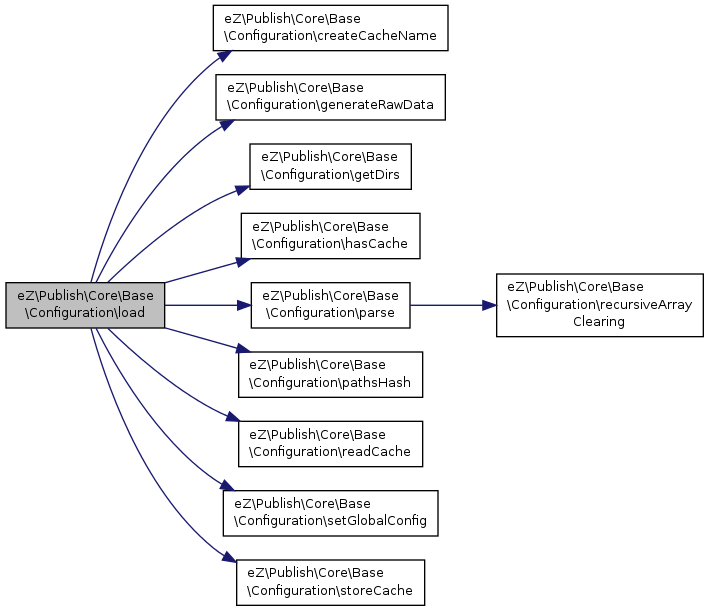 eZ\Publish\Core\Base
\Configuration\createCacheName
eZ\Publish\Core\Base
\Configuration\generateRawData
eZ\Publish\Core\Base
\Configuration\getDirs
eZ\Publish\Core\Base
\Configuration\hasCache
eZ\Publish\Core\Base
\Configuration\load
eZ\Publish\Core\Base
\Configuration\parse
eZ\Publish\Core\Base
\Configuration\recursiveArray
Clearing
eZ\Publish\Core\Base
\Configuration\pathsHash
eZ\Publish\Core\Base
\Configuration\readCache
eZ\Publish\Core\Base
\Configuration\setGlobalConfig
eZ\Publish\Core\Base
\Configuration\storeCache